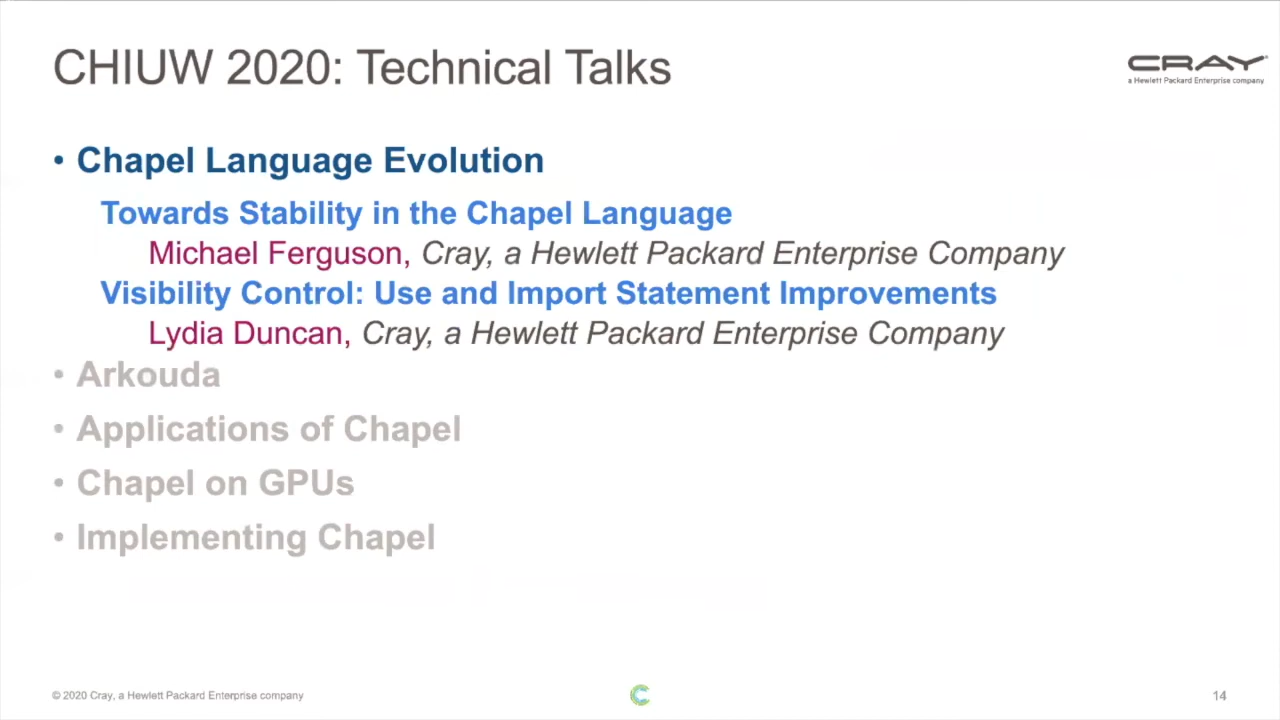 CHIUW 2020: Technical Talks
CRAY
a Hewlett Packard Enterprise company
• Chapel Language Evolution
Towards Stability in the Chapel Language
Michael Ferguson, Cray, a Hewlett Packard Enterprise Company
Visibility Control: Use and Import Statement Improvements
Lydia Duncan, Cray, a Hewlett Packard Enterprise Company
• Arkouda
• Applications of Chapel
• Chapel on GPUs
• Implementing Chapel
© 2020 Cray, a Hewlett Packard Enterprise company
14